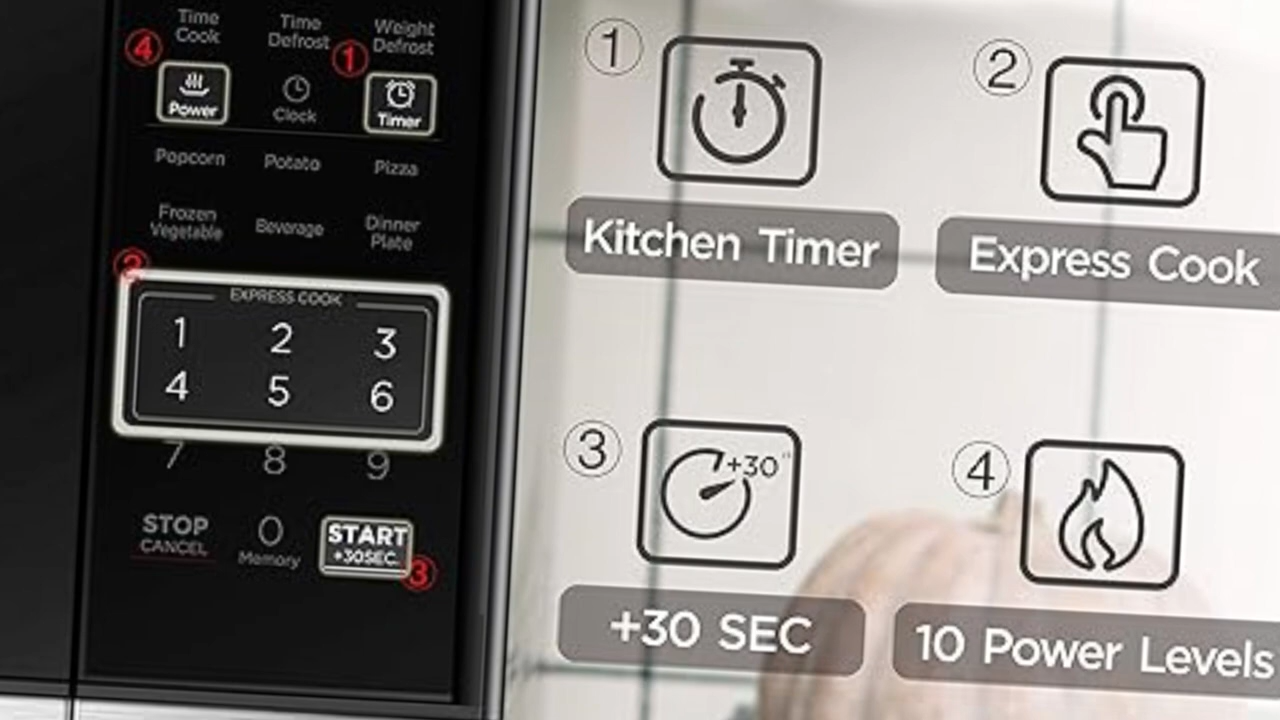 Time Cook
Time Defrost
Weight Defrost
④
①
Power
Clock
Timer
Popcorn
Potato
Pizza
Frozen Vegetable
Beverage
Dinner Plate
②
EXPRESS COOK
1 2 3
4 5 6
7 8 9
STOP CANCEL
0 Memory
START +30SEC.
③
①
Kitchen Timer
②
Express Cook
③
+30"
+30 SEC
④
10 Power Levels